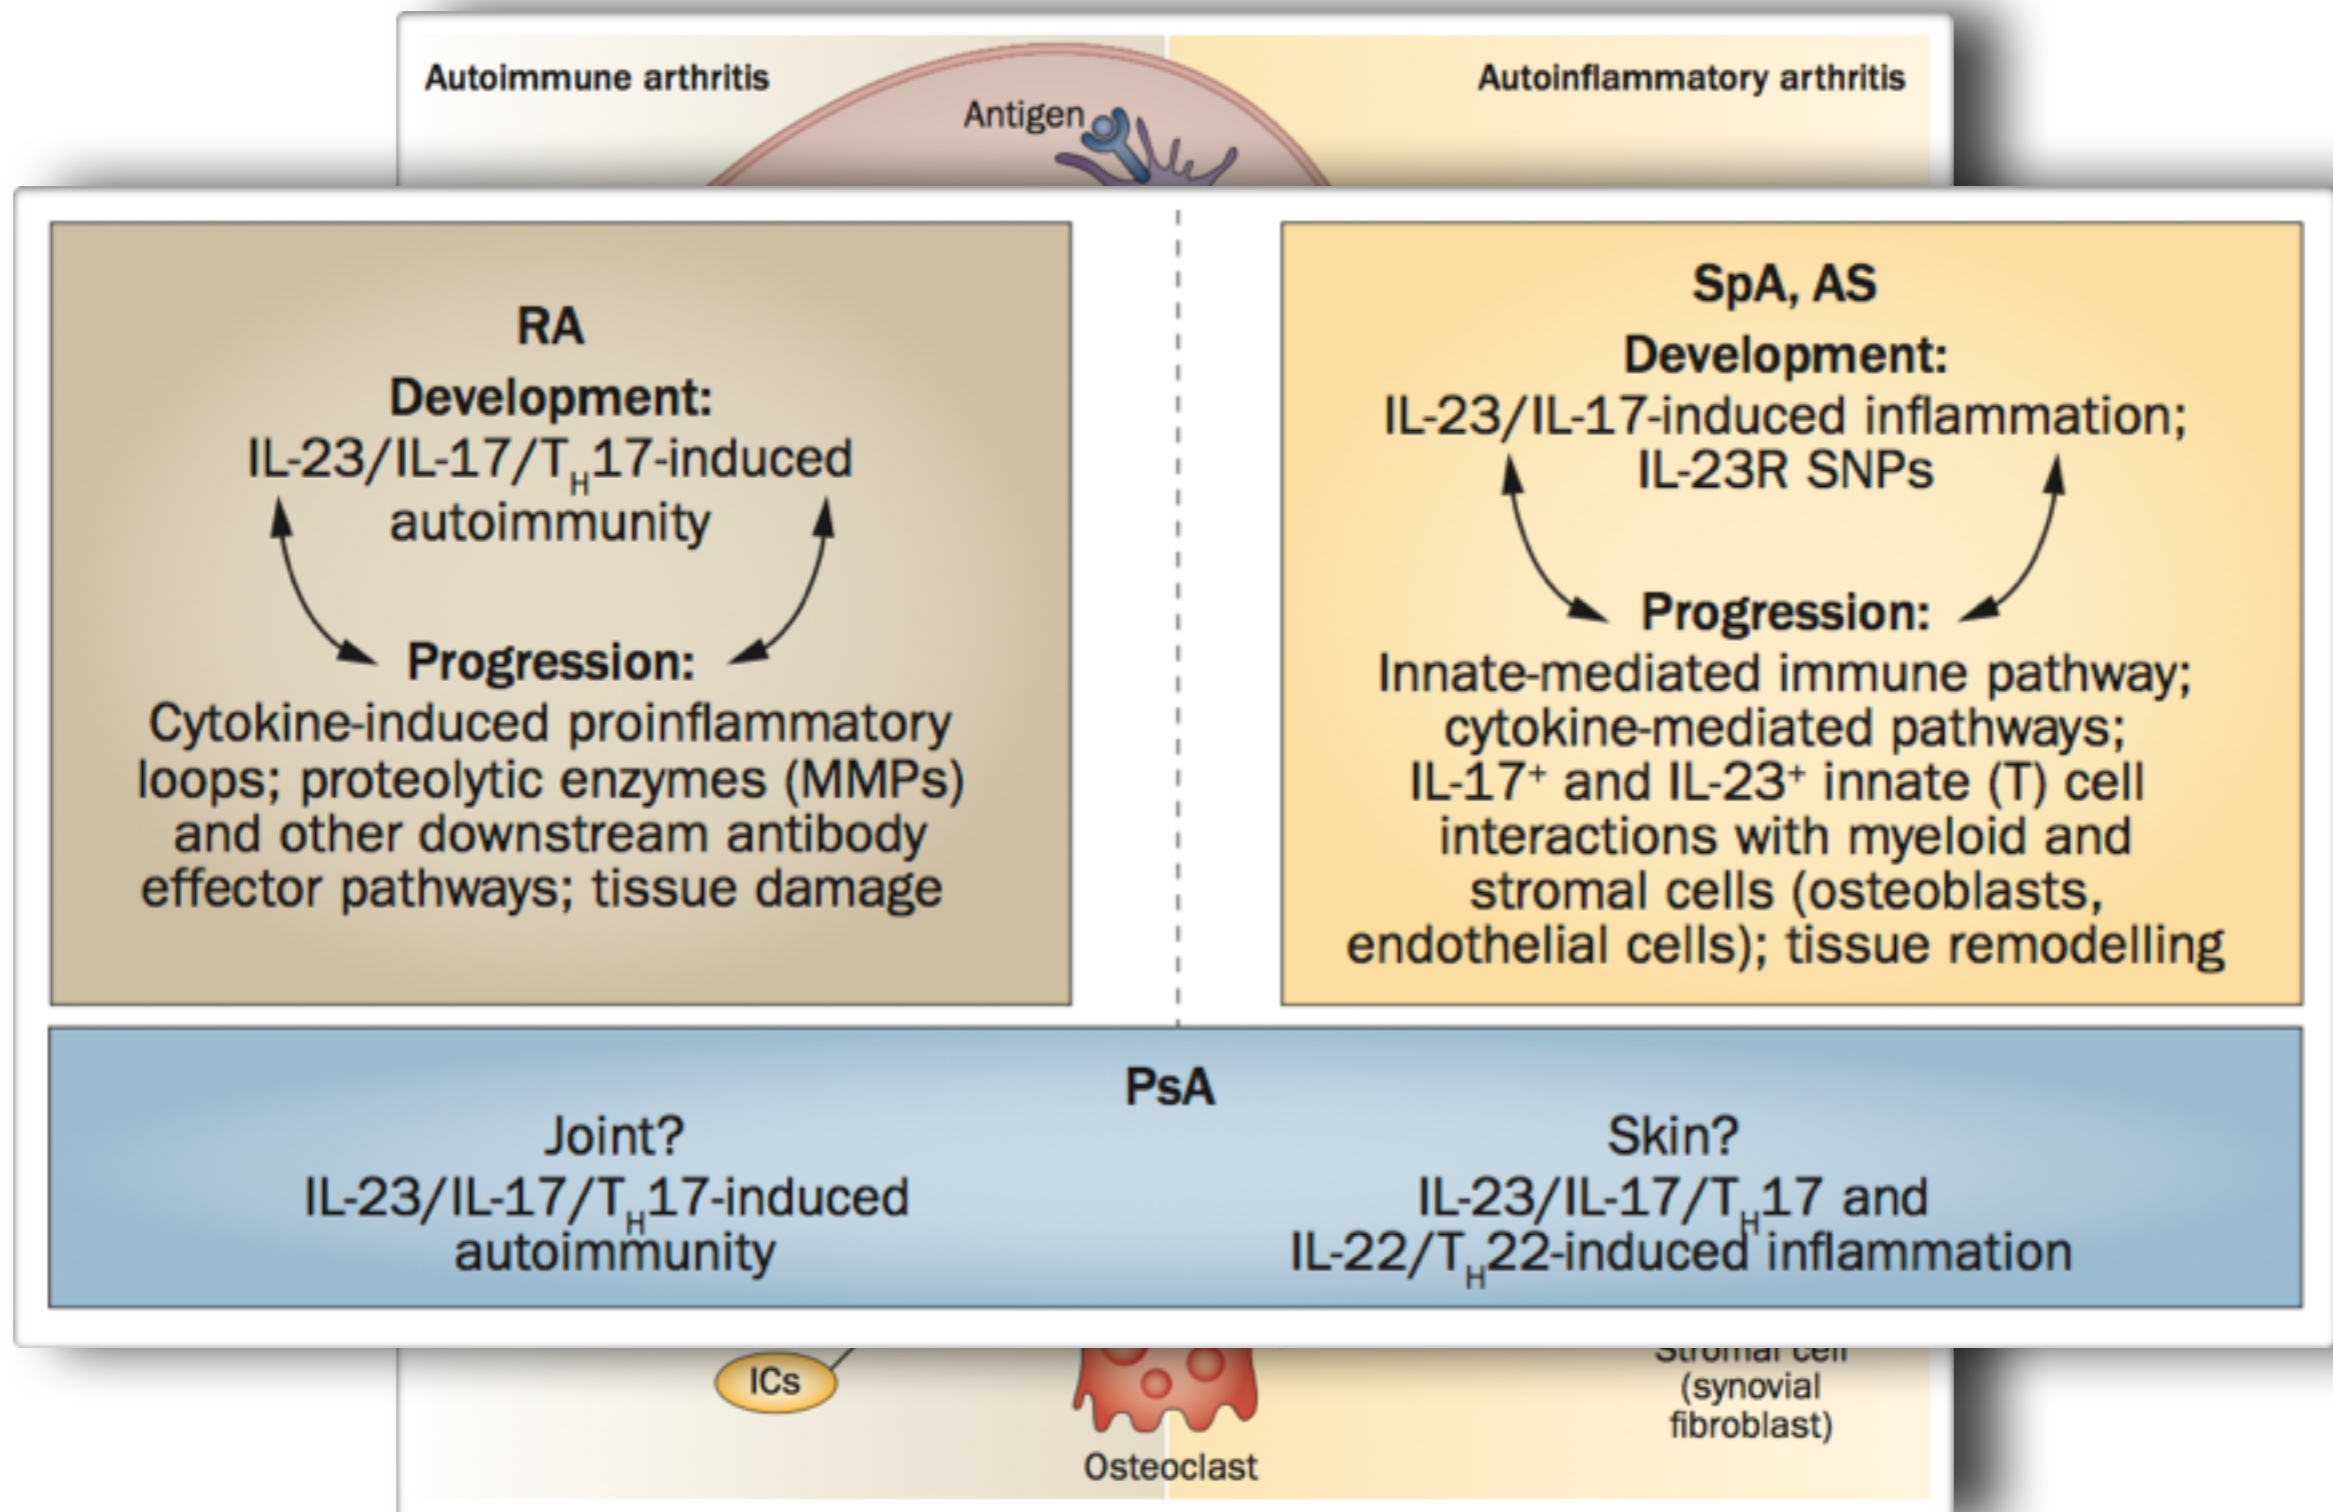 Autoimmune arthritis
Autoinflammatory arthritis
Antigen
RA
Development:
IL-23/IL-17/TH17-induced
autoimmunity
Progression:
Cytokine-induced proinflammatory
loops; proteolytic enzymes (MMPs)
and other downstream antibody
effector pathways; tissue damage
SpA, AS
Development:
IL-23/IL-17-induced inflammation;
IL-23R SNPs
Progression:
Innate-mediated immune pathway;
cytokine-mediated pathways;
IL-17⁺ and IL-23⁺ innate (T) cell
interactions with myeloid and
stromal cells (osteoblasts,
endothelial cells); tissue remodelling
PsA
Joint?
IL-23/IL-17/TH17-induced
autoimmunity
Skin?
IL-23/IL-17/TH17 and
IL-22/TH22-induced inflammation
ICs
Osteoclast
Stromal cell
(synovial
fibroblast)